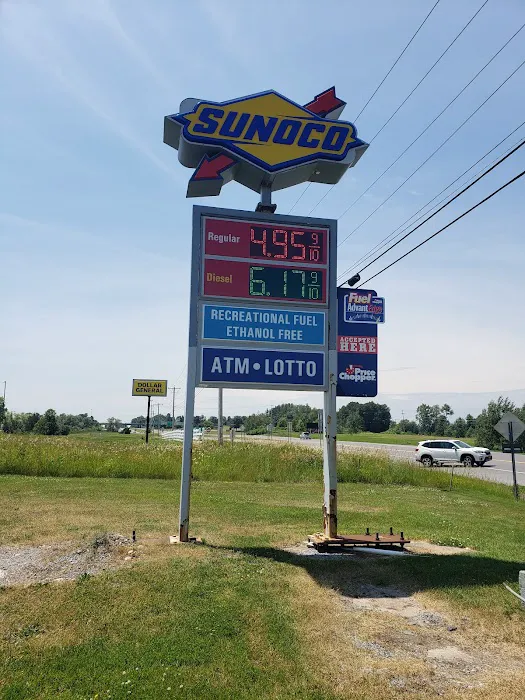 SUNOCO
Regular 4.95 9/10
Diesel 6.17 9/10
RECREATIONAL FUEL
ETHANOL FREE
ATM • LOTTO
Fuel
AdvantEdge
ACCEPTED
HERE
Price
Chopper
DOLLAR
GENERAL